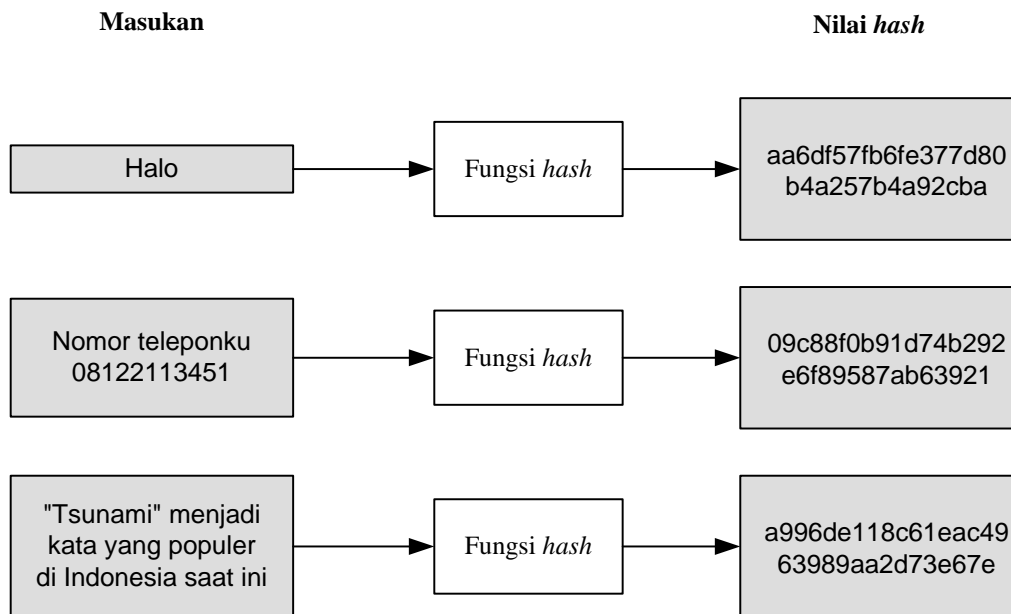 Masukan
Nilai hash
Halo
Fungsi hash
aa6df57fb6fe377d80
b4a257b4a92cba
Nomor teleponku
08122113451
Fungsi hash
09c88f0b91d74b292
e6f89587ab63921
"Tsunami" menjadi
kata yang populer
di Indonesia saat ini
Fungsi hash
a996de118c61eac49
63989aa2d73e67e